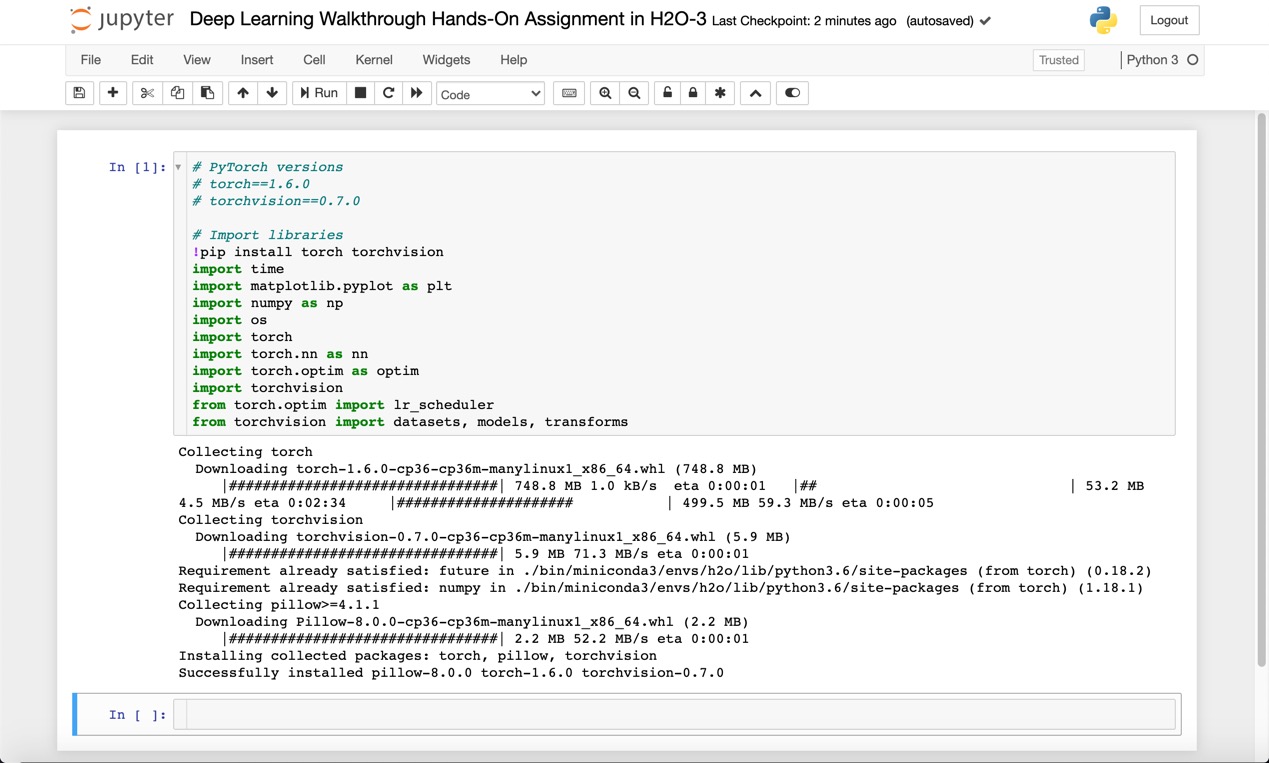 jupyter Deep Learning Walkthrough Hands-On Assignment in H2O-3 Last Checkpoint: 2 minutes ago (autosaved) Logout
File Edit View Insert Cell Kernel Widgets Help Trusted Python 3
Run Code
In [1]: # PyTorch versions
# torch==1.6.0
# torchvision==0.7.0
# Import libraries
!pip install torch torchvision
import time
import matplotlib.pyplot as plt
import numpy as np
import os
import torch
import torch.nn as nn
import torch.optim as optim
import torchvision
from torch.optim import lr_scheduler
from torchvision import datasets, models, transforms
Collecting torch
Downloading torch-1.6.0-cp36-cp36m-manylinux1_x86_64.whl (748.8 MB)
|################################| 748.8 MB 1.0 kB/s eta 0:00:01 |## | 53.2 MB
4.5 MB/s eta 0:02:34 |##################### | 499.5 MB 59.3 MB/s eta 0:00:05
Collecting torchvision
Downloading torchvision-0.7.0-cp36-cp36m-manylinux1_x86_64.whl (5.9 MB)
|################################| 5.9 MB 71.3 MB/s eta 0:00:01
Requirement already satisfied: future in ./bin/miniconda3/envs/h2o/lib/python3.6/site-packages (from torch) (0.18.2)
Requirement already satisfied: numpy in ./bin/miniconda3/envs/h2o/lib/python3.6/site-packages (from torch) (1.18.1)
Collecting pillow>=4.1.1
Downloading Pillow-8.0.0-cp36-cp36m-manylinux1_x86_64.whl (2.2 MB)
|################################| 2.2 MB 52.2 MB/s eta 0:00:01
Installing collected packages: torch, pillow, torchvision
Successfully installed pillow-8.0.0 torch-1.6.0 torchvision-0.7.0
In [ ]: